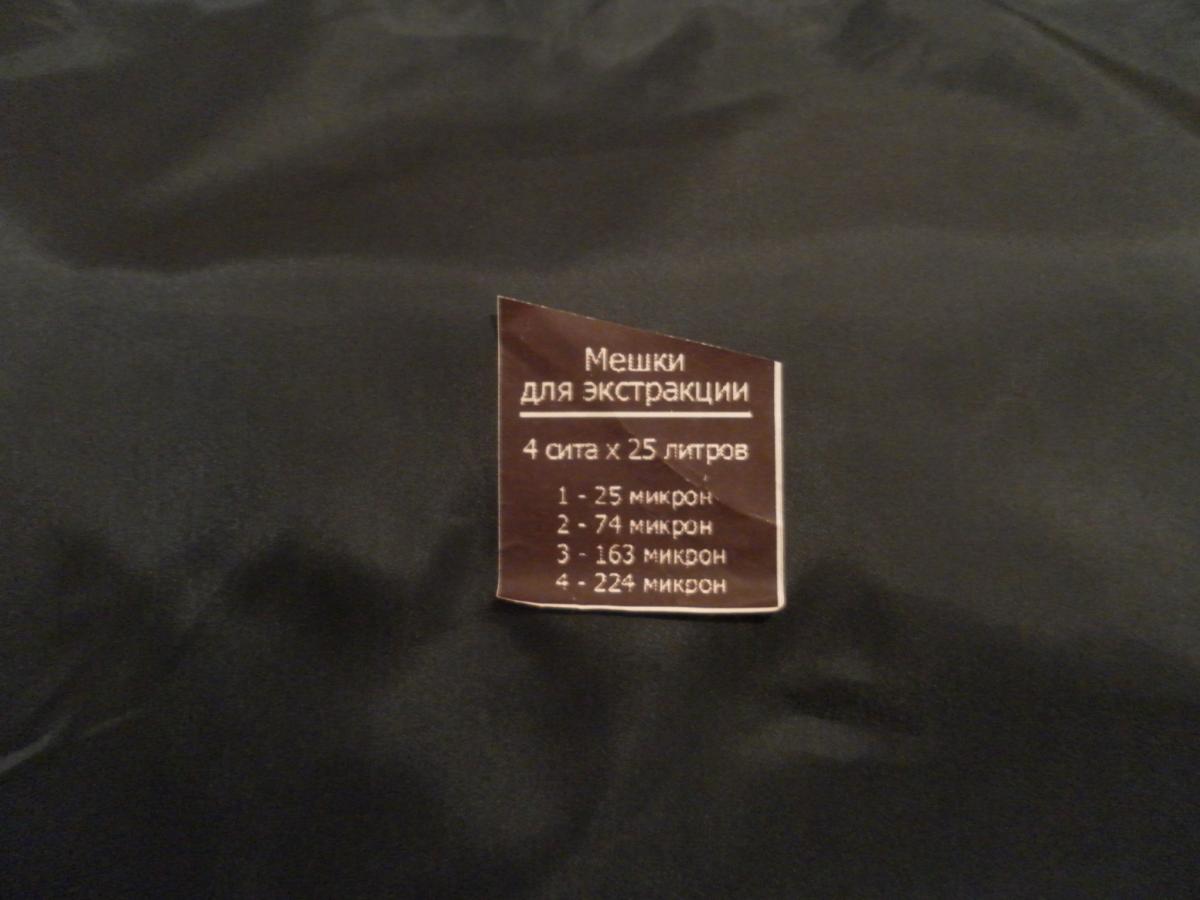 Мешки
для экстракции
4 сита х 25 литров
1 - 25 микрон
2 - 74 микрон
3 - 163 микрон
4 - 224 микрон